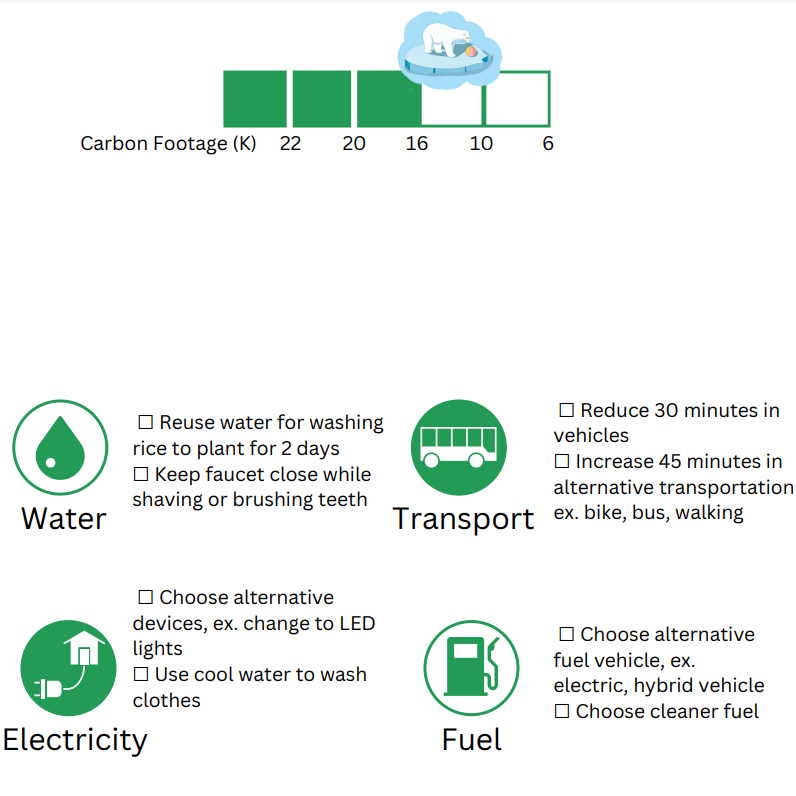 Carbon Footage (K) 22 20 16 10 6
☐ Reuse water for washing
rice to plant for 2 days
☐ Keep faucet close while
shaving or brushing teeth
Water
☐ Reduce 30 minutes in
vehicles
☐ Increase 45 minutes in
alternative transportation
ex. bike, bus, walking
Transport
☐ Choose alternative
devices, ex. change to LED
lights
☐ Use cool water to wash
clothes
Electricity
☐ Choose alternative
fuel vehicle, ex.
electric, hybrid vehicle
☐ Choose cleaner fuel
Fuel